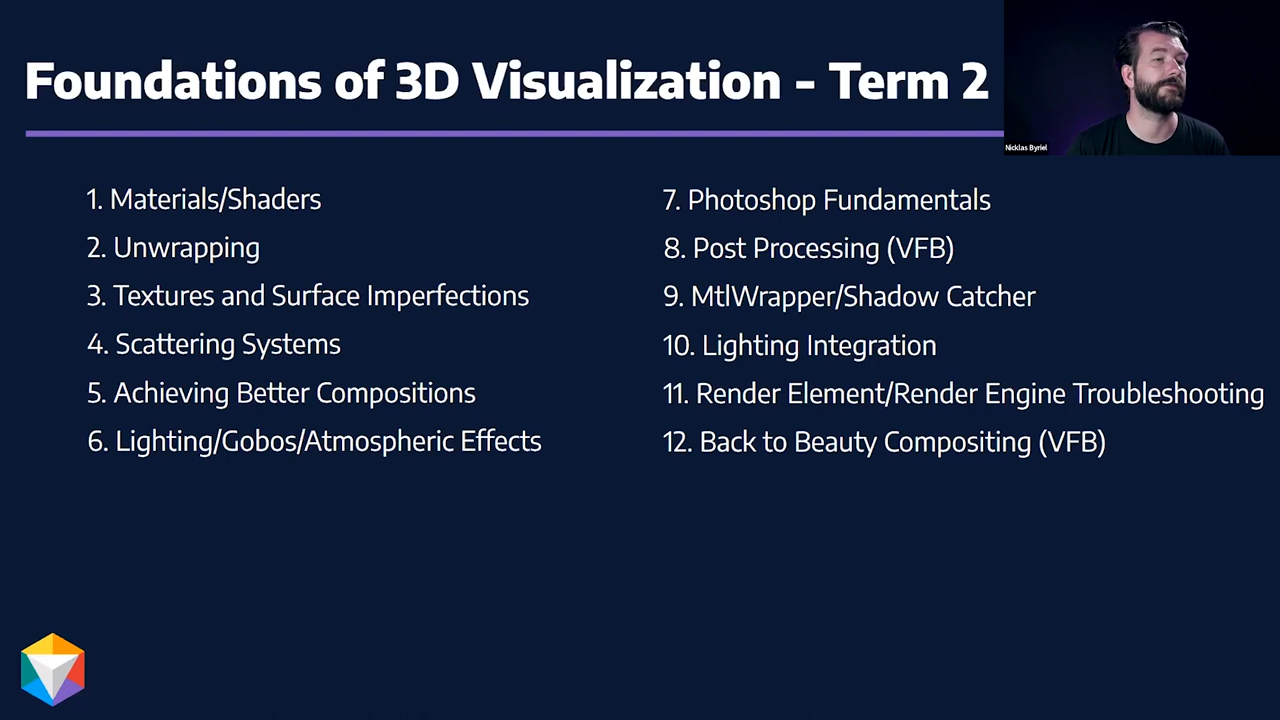 Foundations of 3D Visualization - Term 2
Nicklas Byriel
1. Materials/Shaders
2. Unwrapping
3. Textures and Surface Imperfections
4. Scattering Systems
5. Achieving Better Compositions
6. Lighting/Gobos/Atmospheric Effects
7. Photoshop Fundamentals
8. Post Processing (VFB)
9. MtlWrapper/Shadow Catcher
10. Lighting Integration
11. Render Element/Render Engine Troubleshooting
12. Back to Beauty Compositing (VFB)